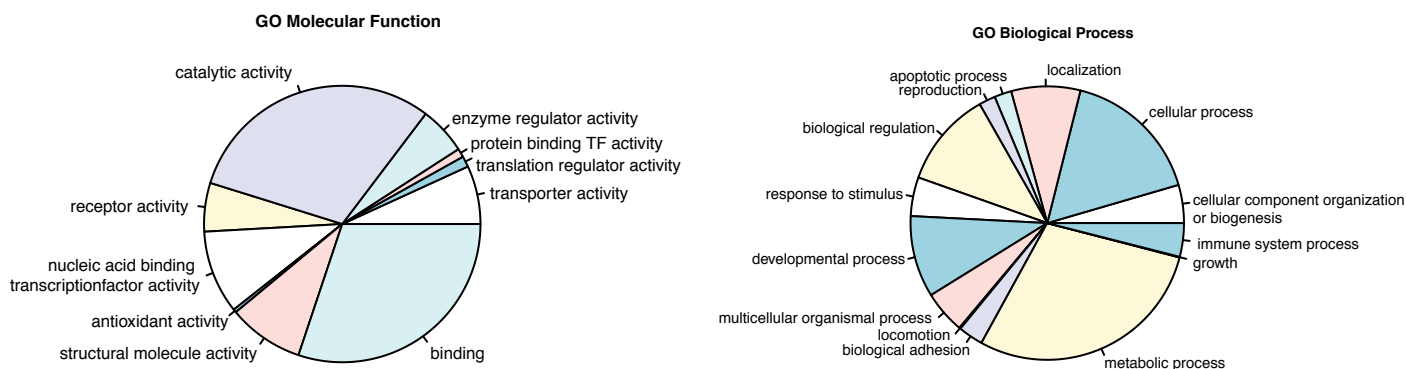 GO Molecular Function
catalytic activity
enzyme regulator activity
protein binding TF activity
translation regulator activity
transporter activity
receptor activity
nucleic acid binding
transcriptionfactor activity
antioxidant activity
structural molecule activity
binding
GO Biological Process
localization
apoptotic process
reproduction
cellular process
biological regulation
response to stimulus
cellular component organization
or biogenesis
immune system process
growth
developmental process
multicellular organismal process
locomotion
biological adhesion
metabolic process